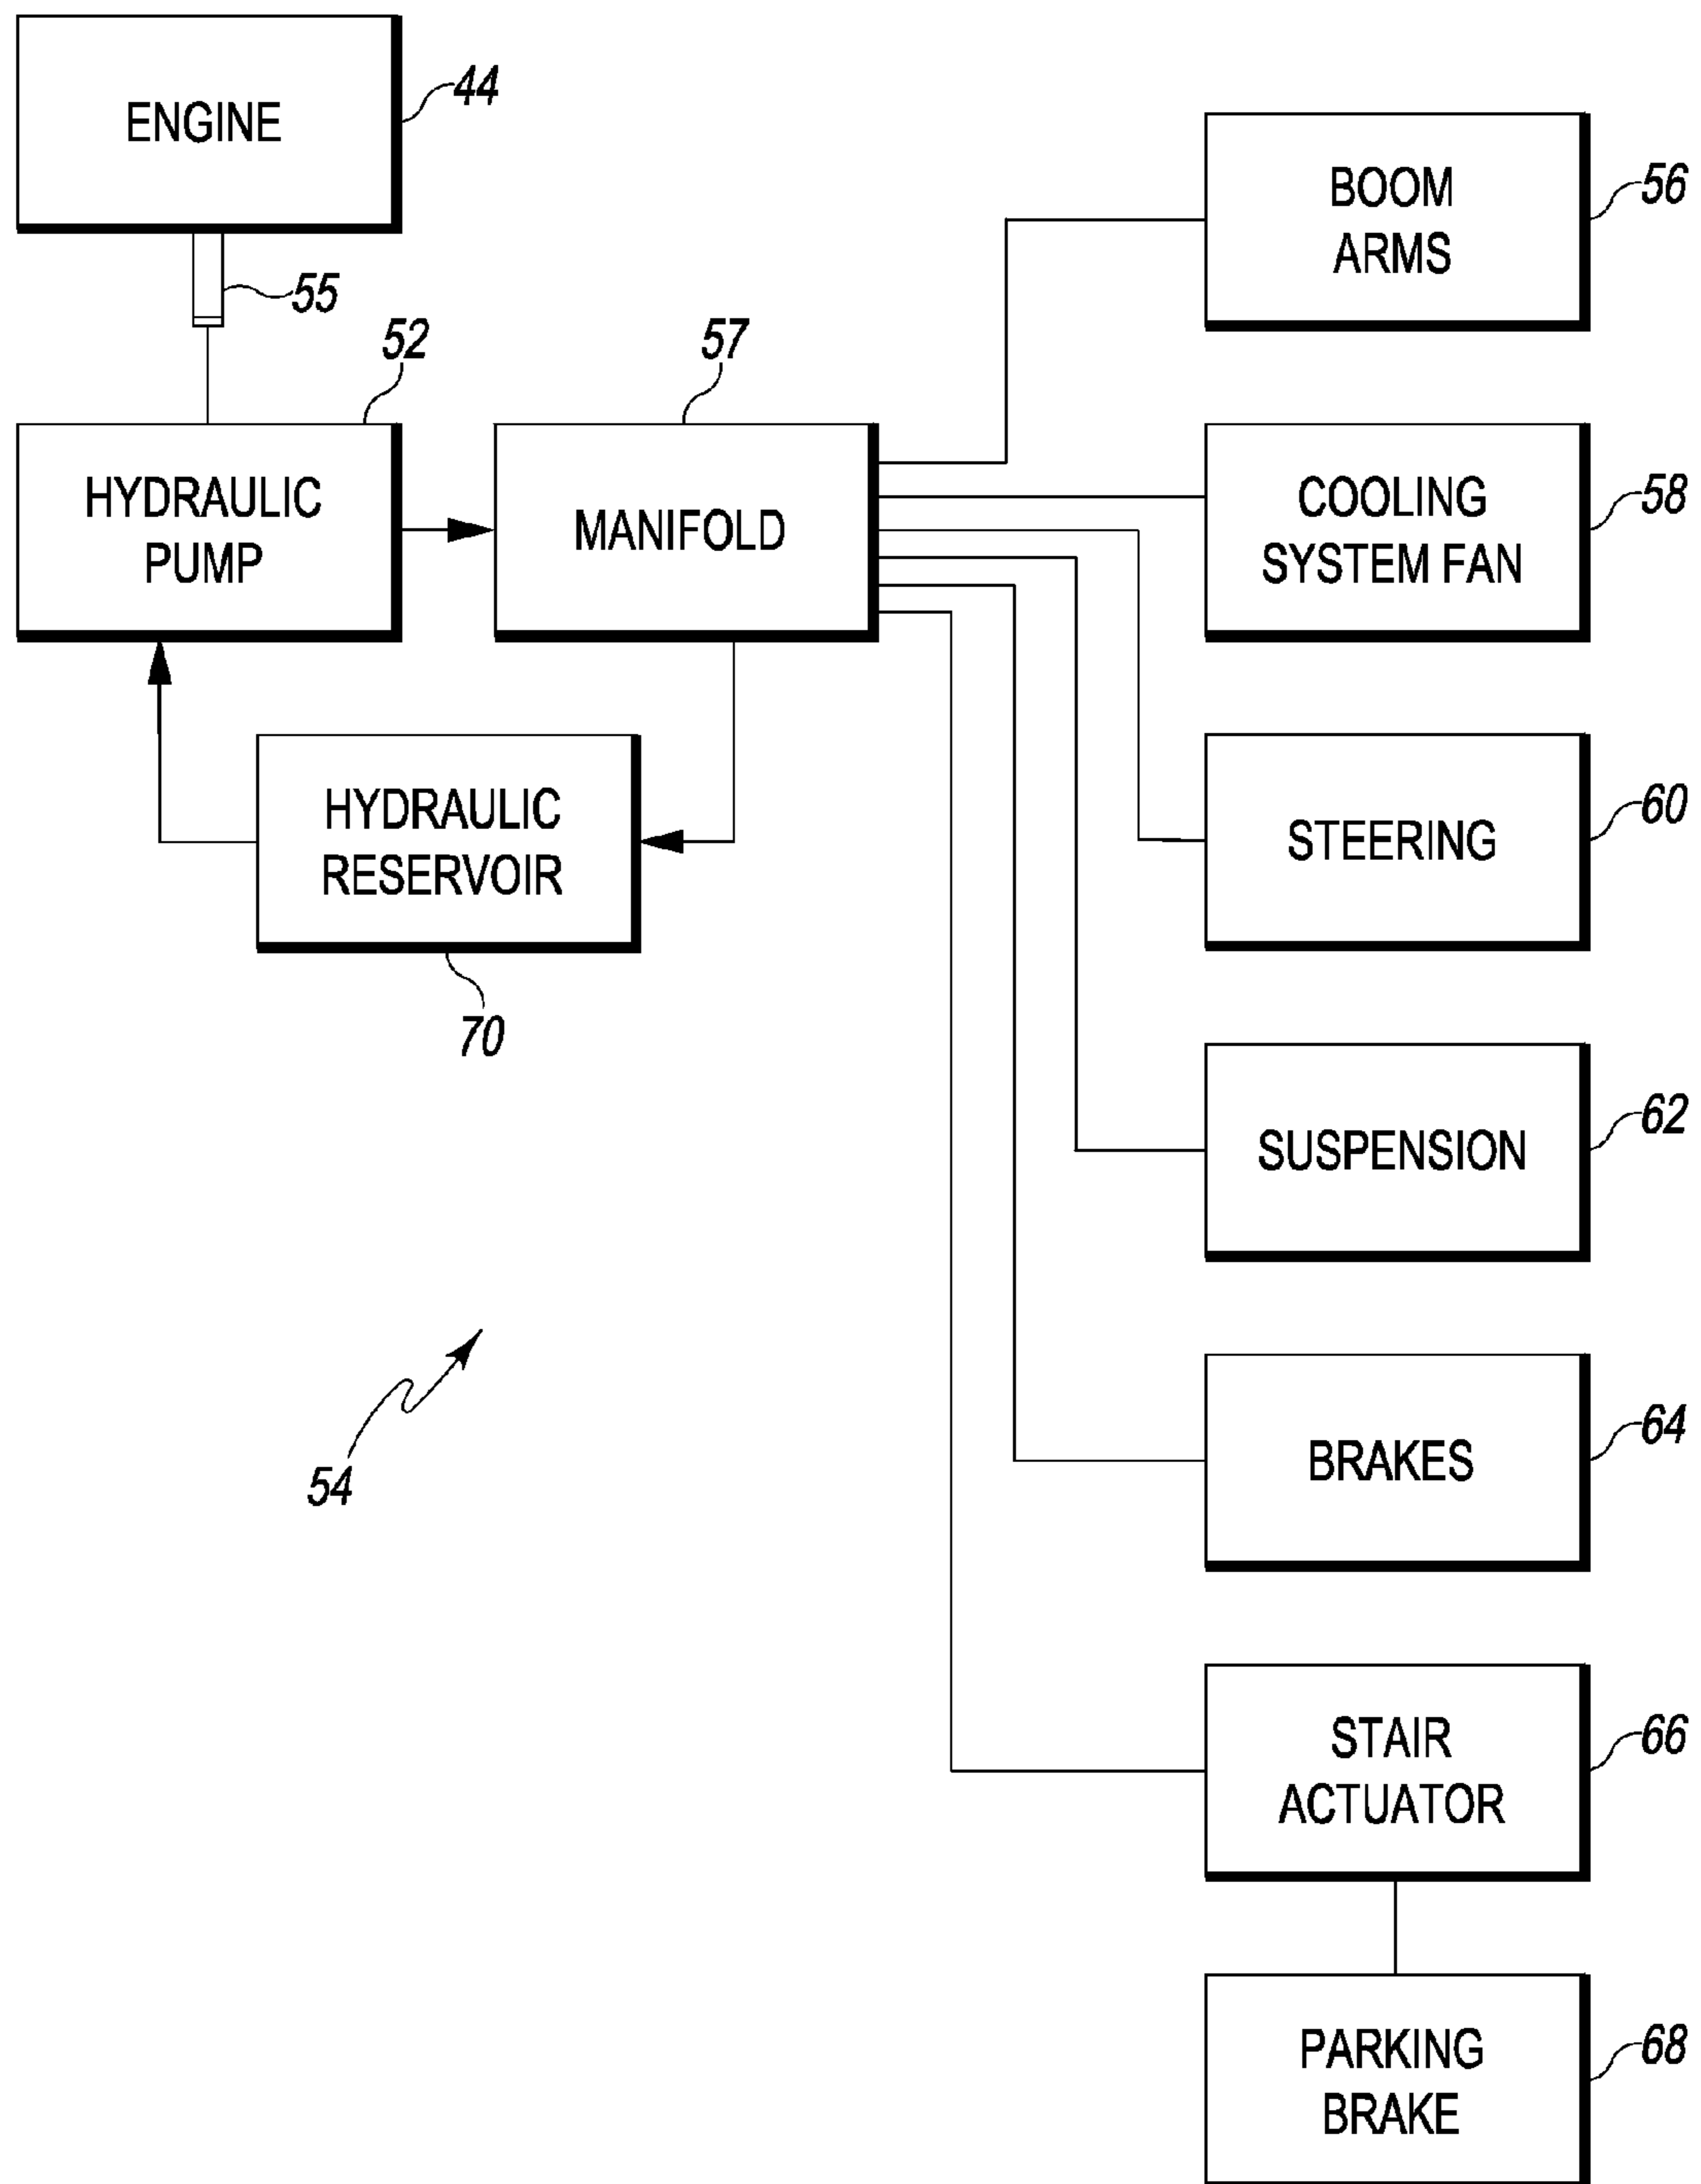 ENGINE
44
55
HYDRAULIC
PUMP
52
MANIFOLD
57
HYDRAULIC
RESERVOIR
70
54
BOOM
ARMS
56
COOLING
SYSTEM FAN
58
STEERING
60
SUSPENSION
62
BRAKES
64
STAIR
ACTUATOR
66
PARKING
BRAKE
68